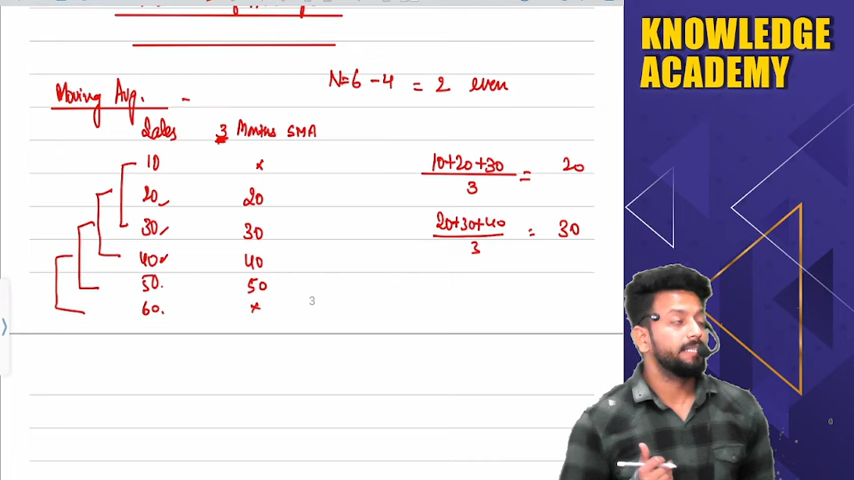 KNOWLEDGE
ACADEMY
N=6 - 4 = 2 even
Moving Avg. -
Sales 3 Months SMA
10 x
20 20
30 30
40 40
50 50
60 x
10+20+30
3
= 20
20+30+40
3
= 30
3